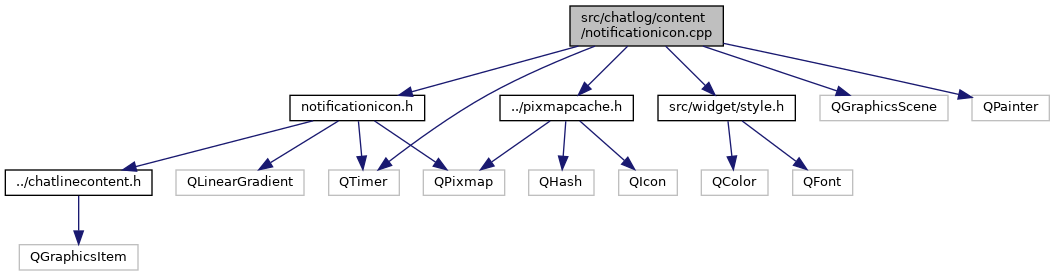 src/chatlog/content
/notificationicon.cpp
notificationicon.h
../pixmapcache.h
src/widget/style.h
QGraphicsScene
QPainter
../chatlinecontent.h
QLinearGradient
QTimer
QPixmap
QHash
QIcon
QColor
QFont
QGraphicsItem